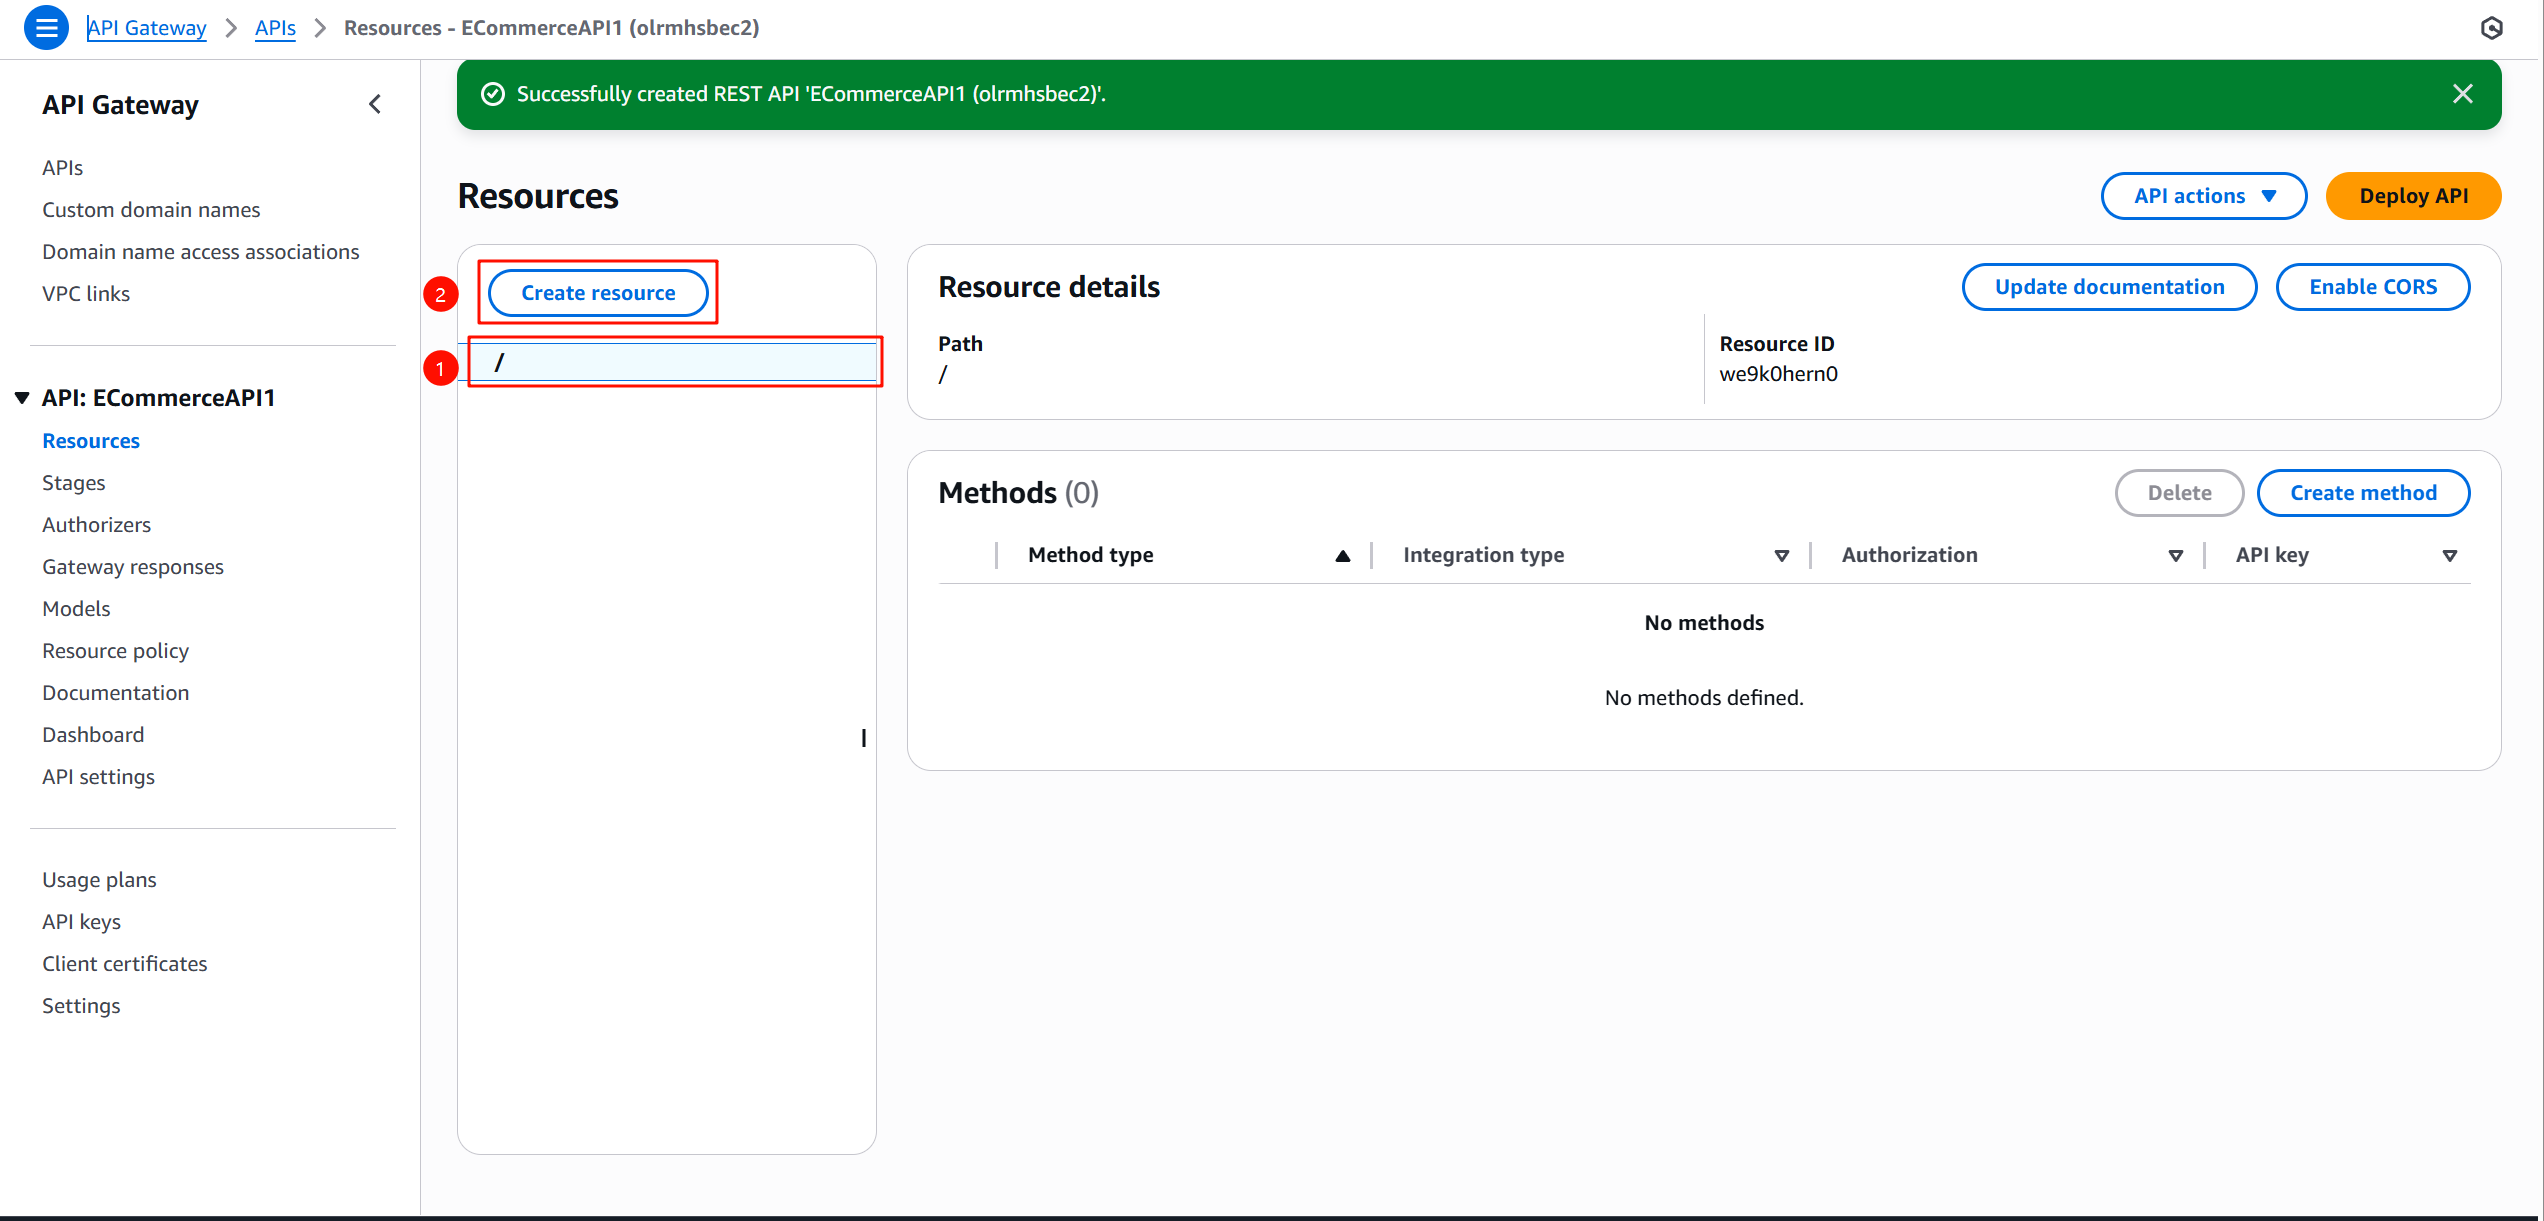 API Gateway > APIs > Resources - ECommerceAPI1 (olrmhsbec2)
Successfully created REST API 'ECommerceAPI1 (olrmhsbec2)'.
API Gateway
APIs
Custom domain names
Domain name access associations
VPC links
API: ECommerceAPI1
Resources
Stages
Authorizers
Gateway responses
Models
Resource policy
Documentation
Dashboard
API settings
Usage plans
API keys
Client certificates
Settings
Resources
API actions
Deploy API
2
Create resource
1
/
Resource details
Update documentation
Enable CORS
Path
/
Resource ID
we9k0hern0
Methods (0)
Delete
Create method
Method type
Integration type
Authorization
API key
No methods
No methods defined.